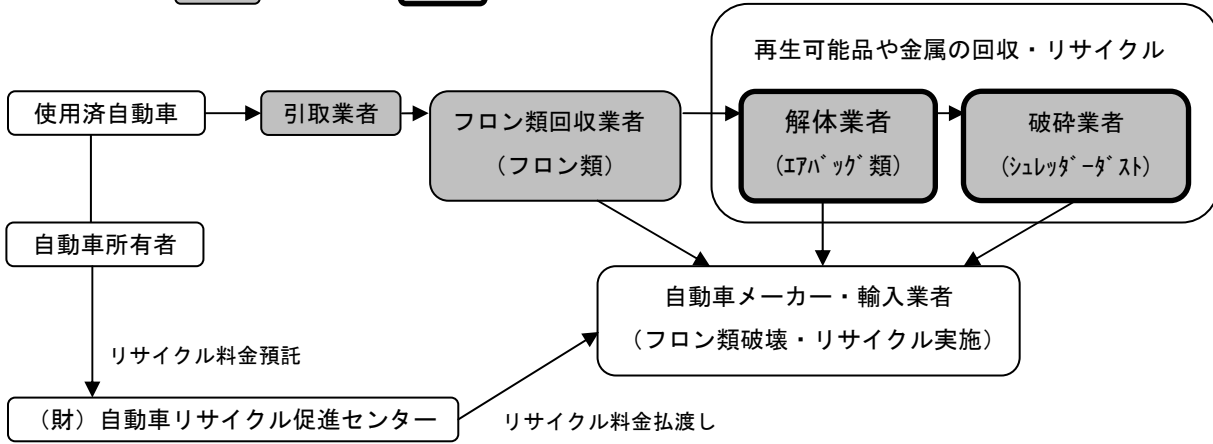 再生可能品や金属の回収・リサイクル
使用済自動車
引取業者
フロン類回収業者
(フロン類)
解体業者
(エアバッグ類)
破砕業者
(シュレッダーダスト)
自動車所有者
自動車メーカー・輸入業者
(フロン類破壊・リサイクル実施)
リサイクル料金預託
(財)自動車リサイクル促進センター
リサイクル料金払渡し